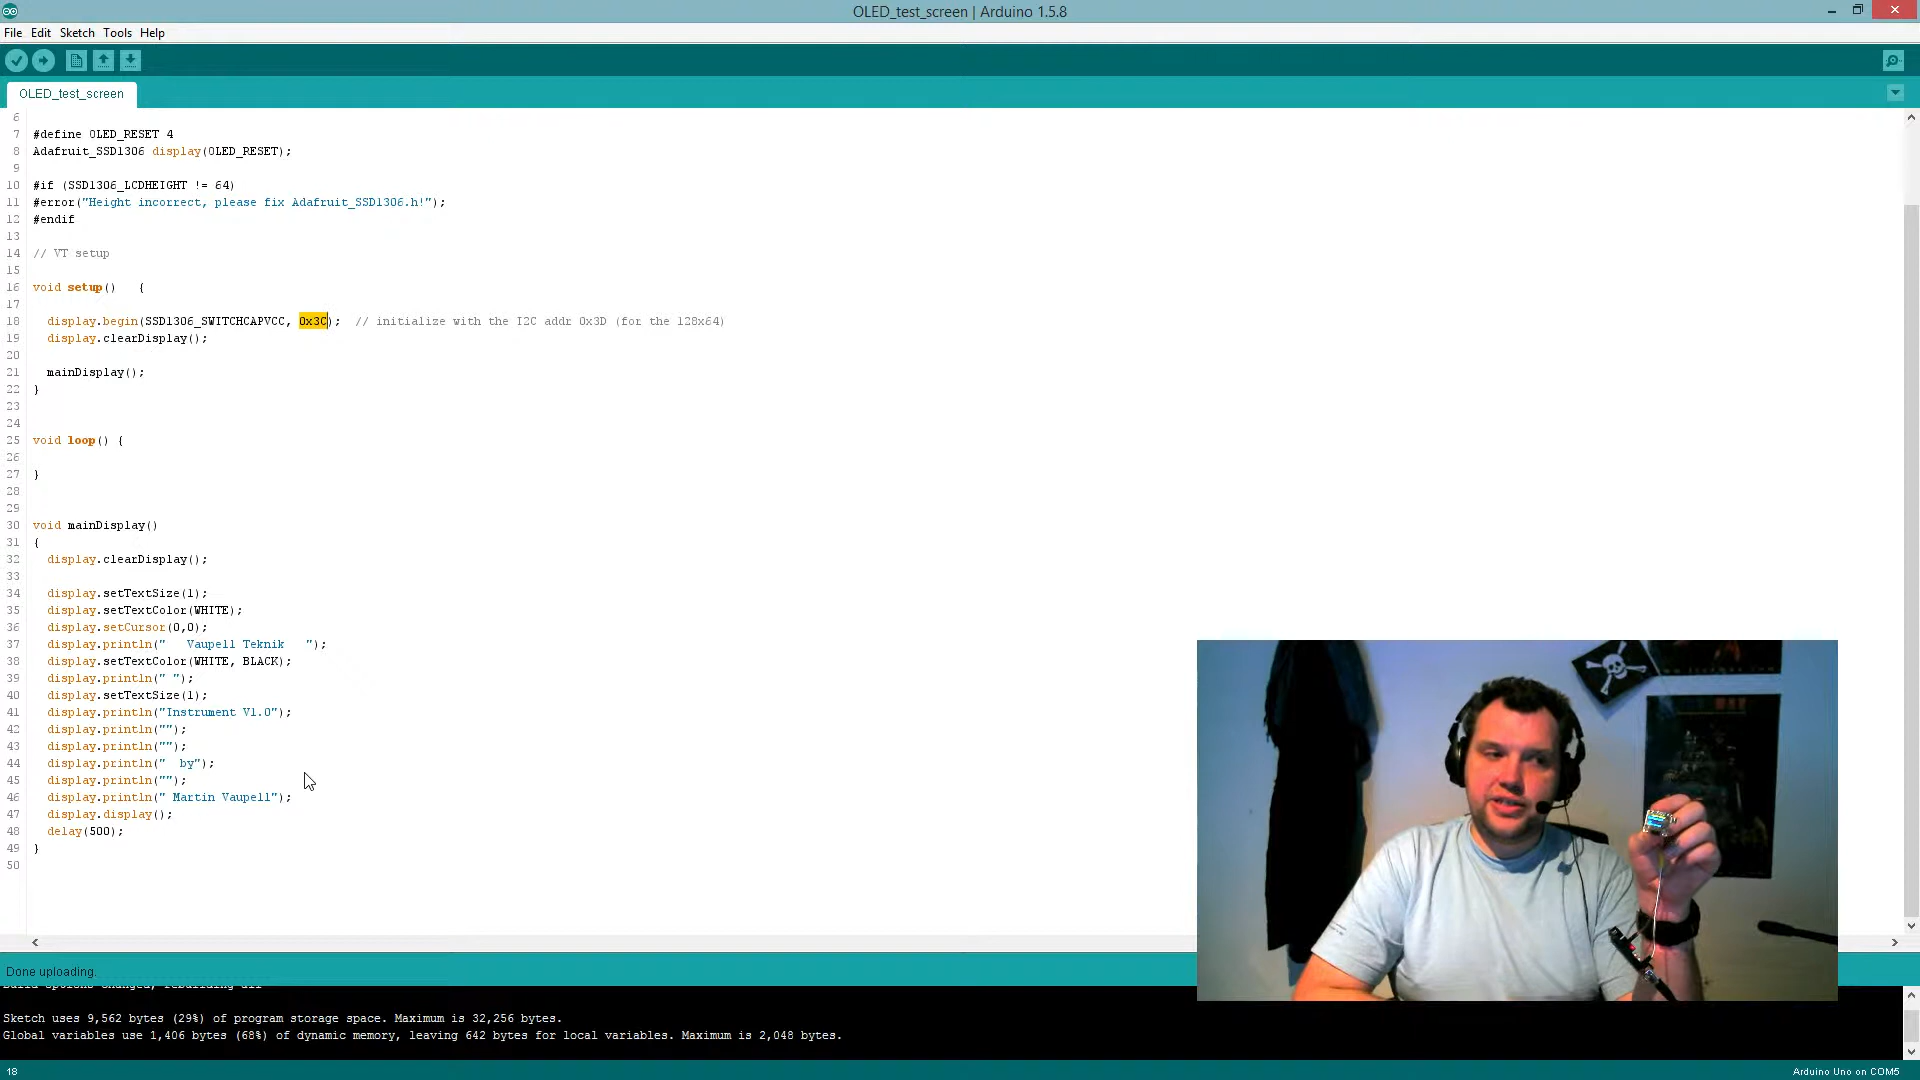 OLED_test_screen | Arduino 1.5.8
File Edit Sketch Tools Help
OLED_test_screen
6
7 #define OLED_RESET 4
8 Adafruit_SSD1306 display(OLED_RESET);
9
10 #if (SSD1306_LCDHEIGHT != 64)
11 #error("Height incorrect, please fix Adafruit_SSD1306.h!");
12 #endif
13
14 // VT setup
15
16 void setup()   {
17
18 display.begin(SSD1306_SWITCHCAPVCC, 0x3C);  // initialize with the I2C addr 0x3D (for the 128x64)
19 display.clearDisplay();
20
21 mainDisplay();
22 }
23
24
25 void loop() {
26
27 }
28
29
30 void mainDisplay()
31 {
32 display.clearDisplay();
33
34 display.setTextSize(1);
35 display.setTextColor(WHITE);
36 display.setCursor(0,0);
37 display.println("   Vaupell Teknik   ");
38 display.setTextColor(WHITE, BLACK);
39 display.println(" ");
40 display.setTextSize(1);
41 display.println("Instrument V1.0");
42 display.println("");
43 display.println("");
44 display.println("  by");
45 display.println("");
46 display.println(" Martin Vaupell");
47 display.display();
48 delay(500);
49 }
50
Done uploading.
Build options changed, rebuilding all
Sketch uses 9,562 bytes (29%) of program storage space. Maximum is 32,256 bytes.
Global variables use 1,406 bytes (68%) of dynamic memory, leaving 642 bytes for local variables. Maximum is 2,048 bytes.
18 Arduino Uno on COM5